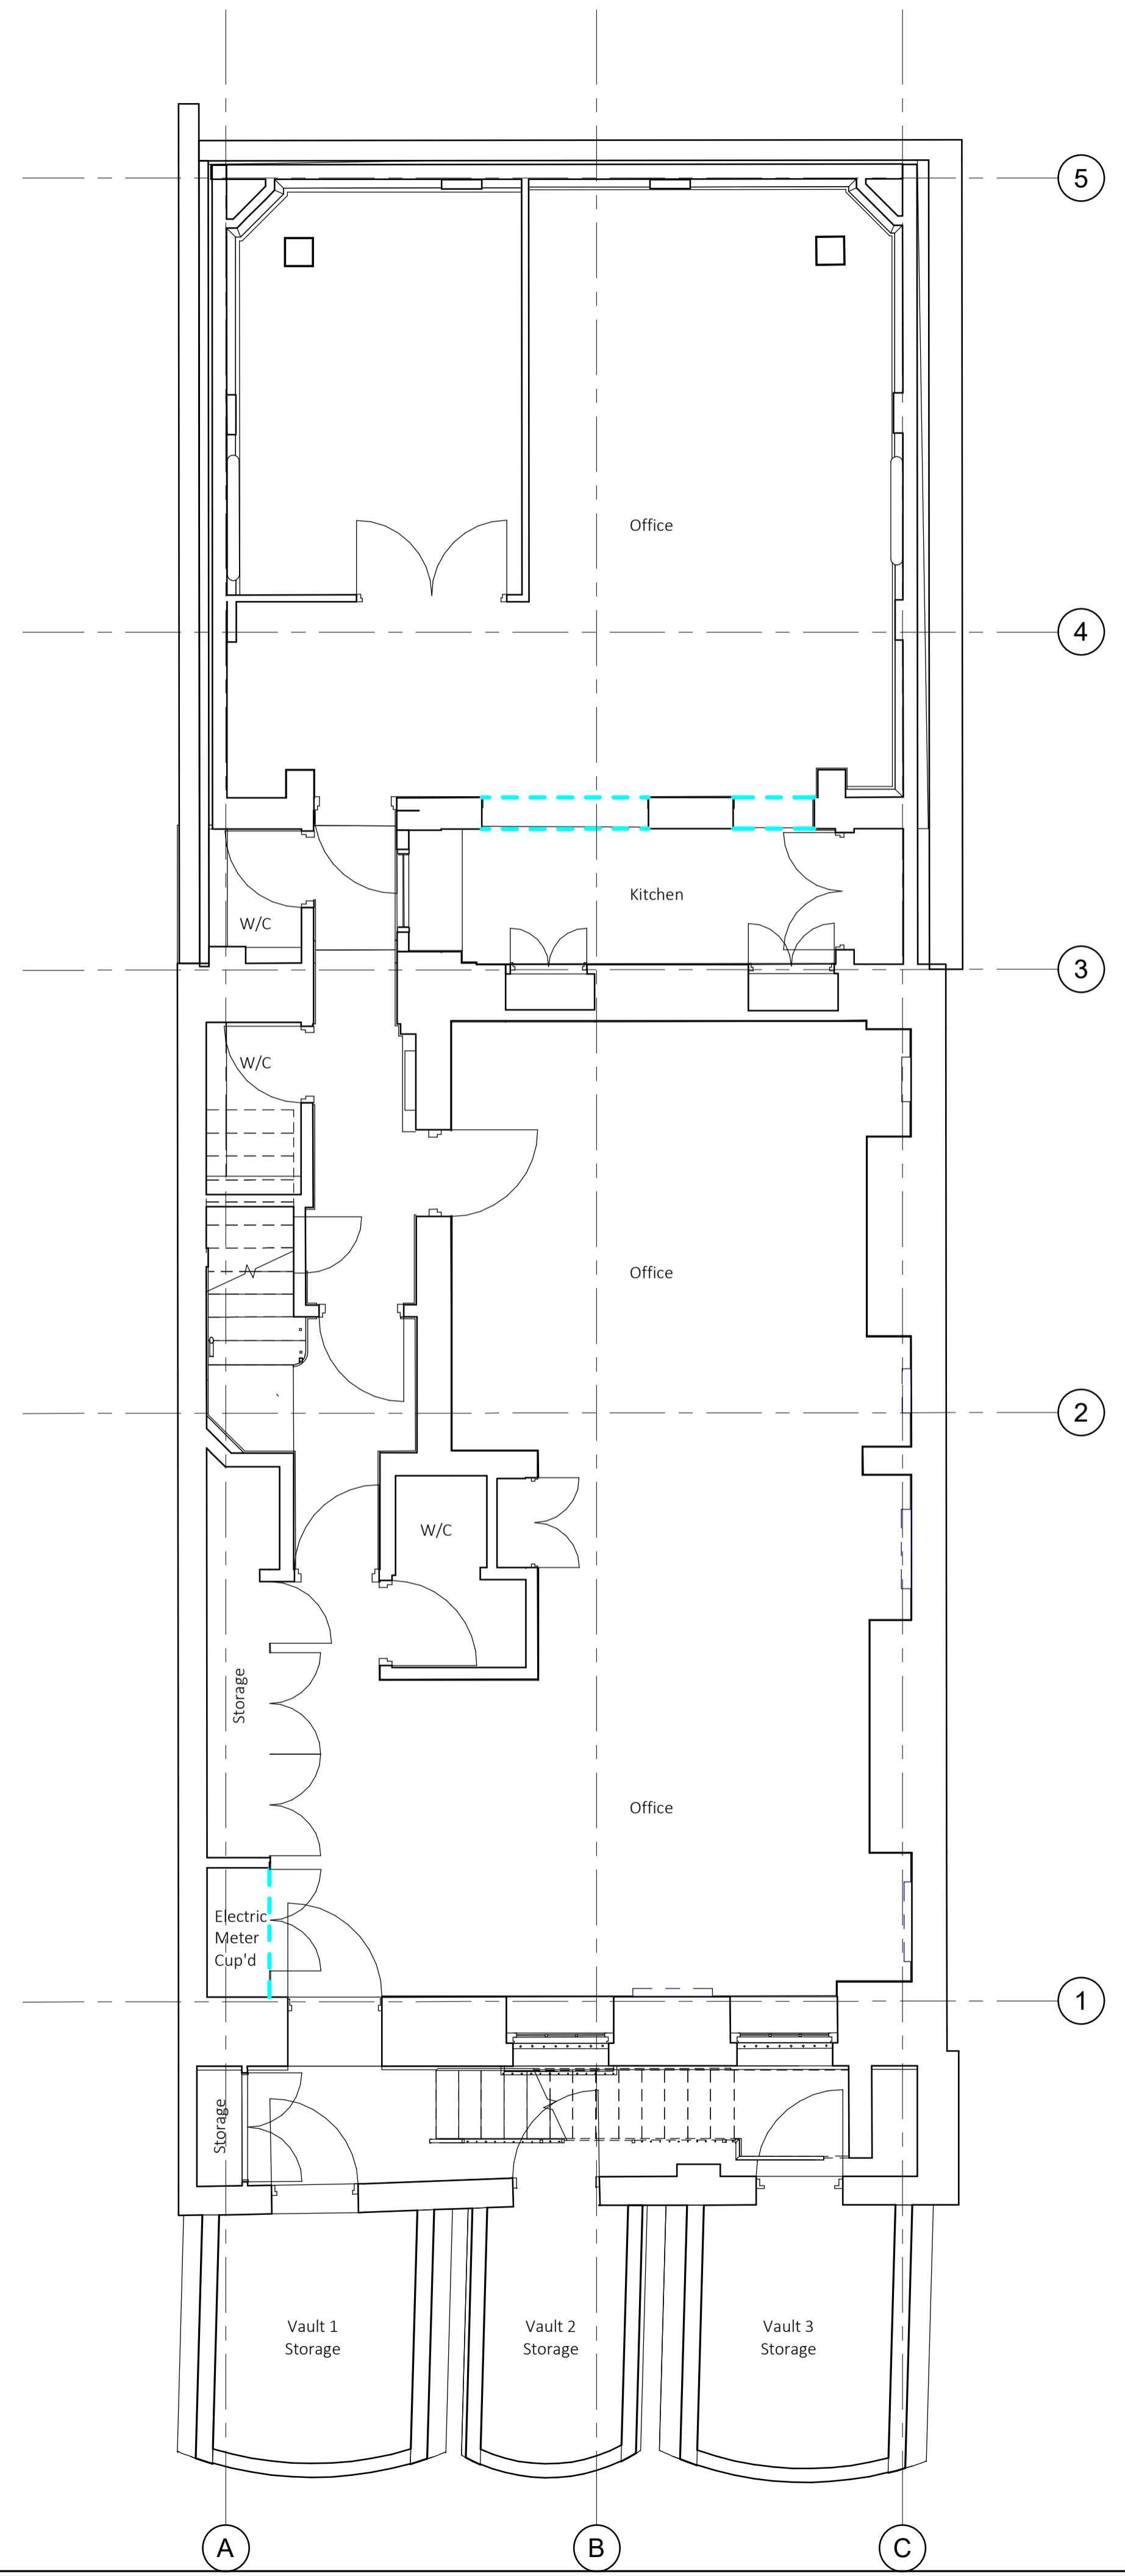 5
Office
4
Kitchen
W/C
3
W/C
Office
2
W/C
Storage
Office
Electric
Meter
Cup'd
1
Storage
Vault 1
Storage
Vault 2
Storage
Vault 3
Storage
A
B
C